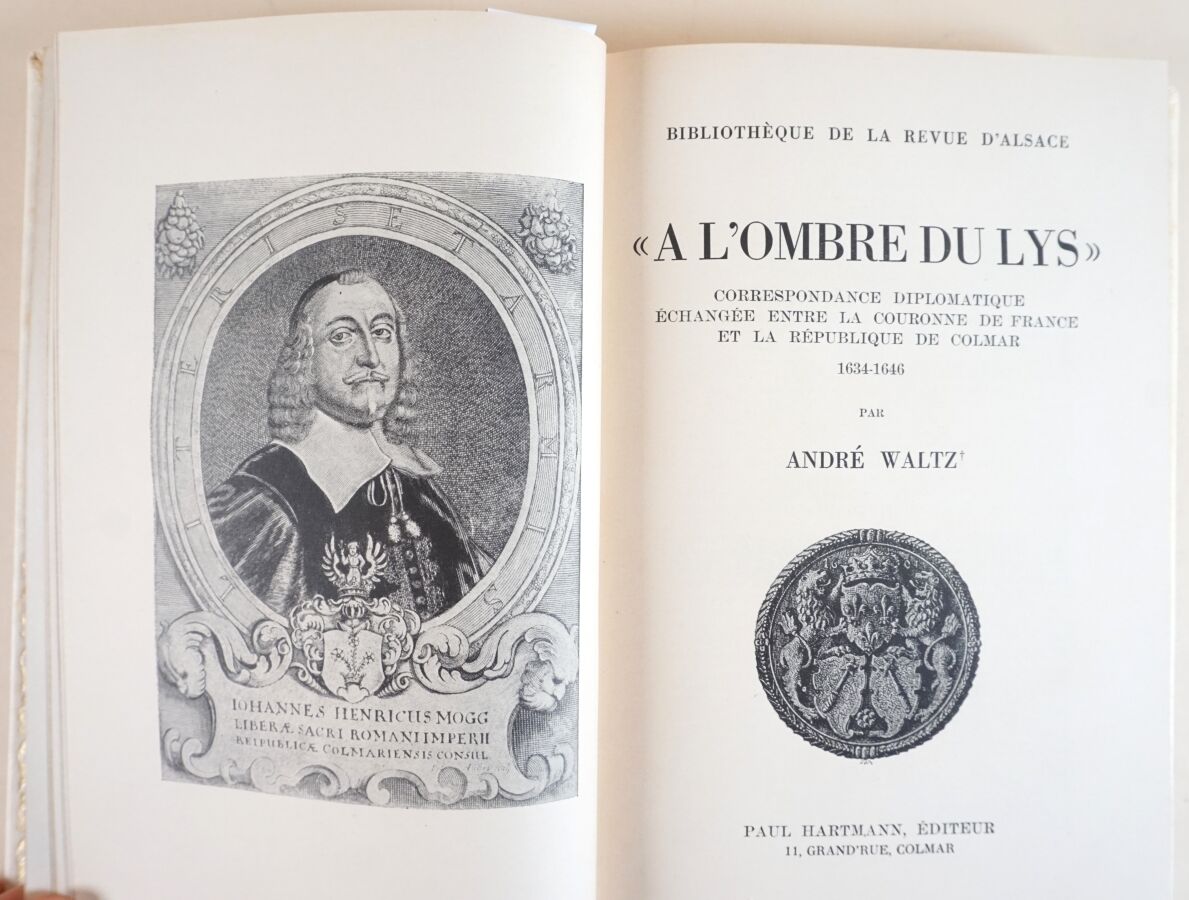 LITERIS ET ARMIS
IOHANNES HENRICUS MOGG
LIBERÆ SACRI ROMANI IMPERII
REIPUBLICÆ COLMARIENSIS CONSUL
BIBLIOTHÈQUE DE LA REVUE D'ALSACE
« A L'OMBRE DU LYS »
CORRESPONDANCE DIPLOMATIQUE
ÉCHANGÉE ENTRE LA COURONNE DE FRANCE
ET LA RÉPUBLIQUE DE COLMAR
1634-1646
PAR
ANDRÉ WALTZ†
PAUL HARTMANN, ÉDITEUR
11, GRAND'RUE, COLMAR